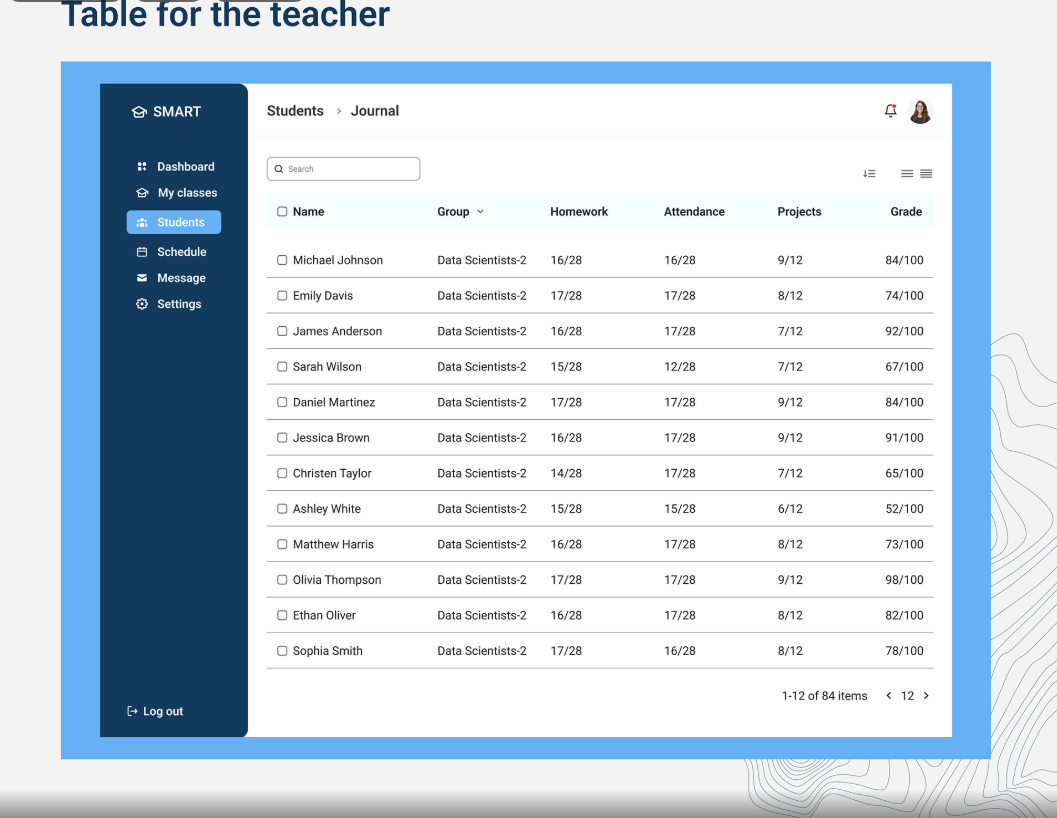 Table for the teacher
SMART
Students > Journal
Dashboard
My classes
Students
Schedule
Message
Settings
Log out
Search
Name Group Homework Attendance Projects Grade
Michael Johnson Data Scientists-2 16/28 16/28 9/12 84/100
Emily Davis Data Scientists-2 17/28 17/28 8/12 74/100
James Anderson Data Scientists-2 16/28 17/28 7/12 92/100
Sarah Wilson Data Scientists-2 15/28 12/28 7/12 67/100
Daniel Martinez Data Scientists-2 17/28 17/28 9/12 84/100
Jessica Brown Data Scientists-2 16/28 17/28 9/12 91/100
Christen Taylor Data Scientists-2 14/28 17/28 7/12 65/100
Ashley White Data Scientists-2 15/28 15/28 6/12 52/100
Matthew Harris Data Scientists-2 16/28 17/28 8/12 73/100
Olivia Thompson Data Scientists-2 17/28 17/28 9/12 98/100
Ethan Oliver Data Scientists-2 16/28 17/28 8/12 82/100
Sophia Smith Data Scientists-2 17/28 16/28 8/12 78/100
1-12 of 84 items < 12 >